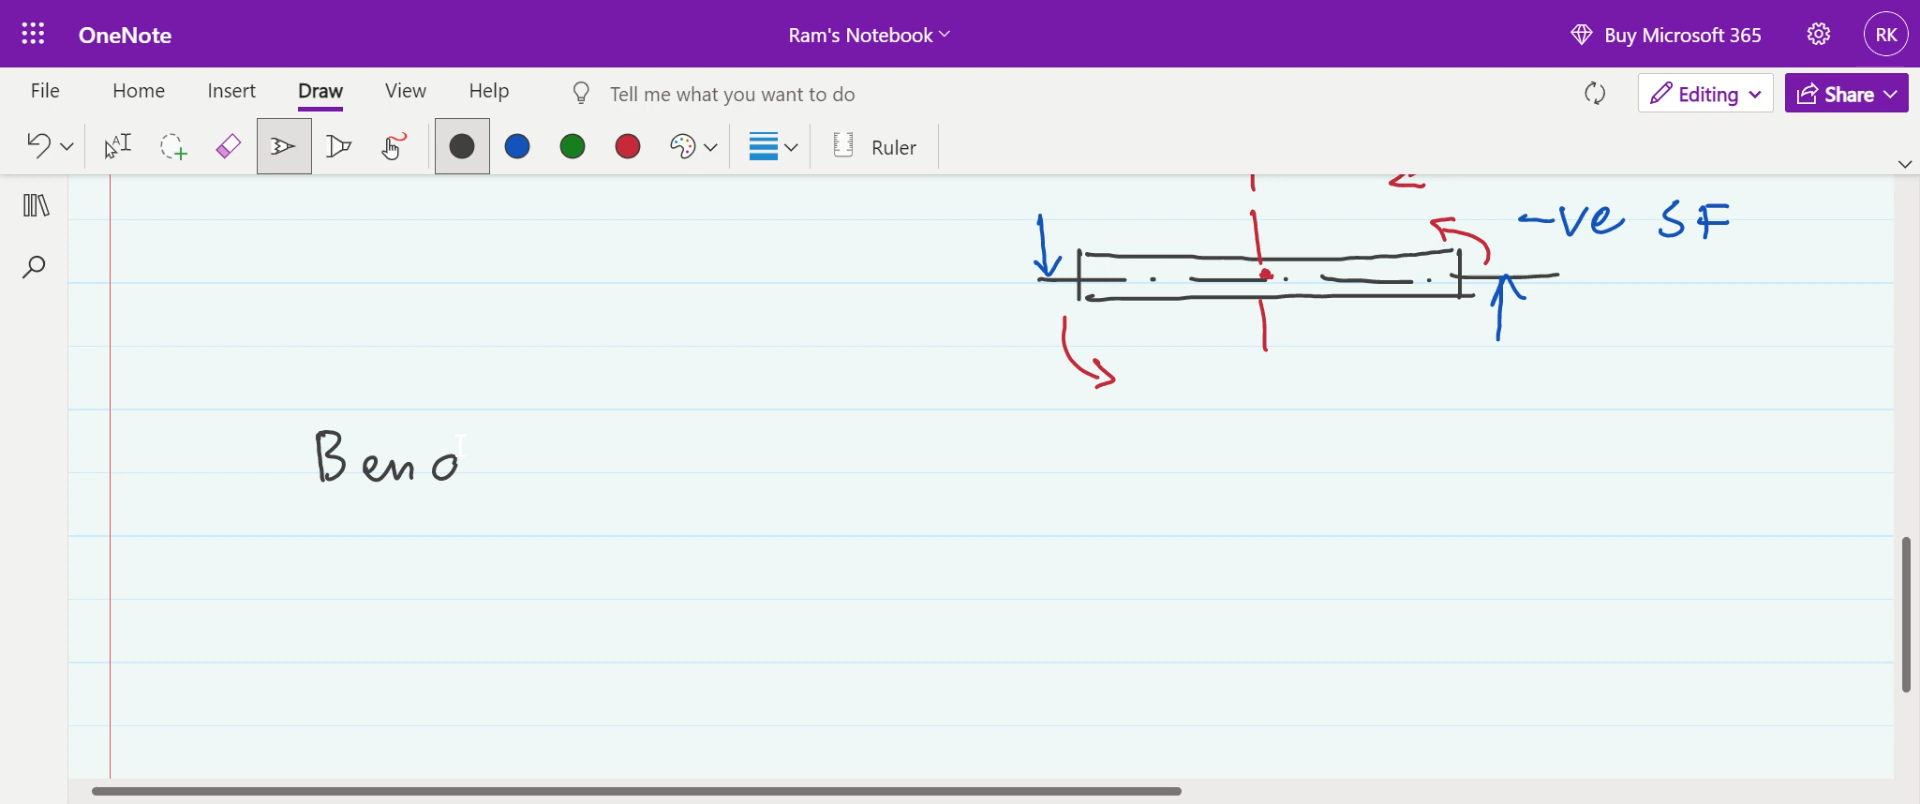 OneNote
Ram's Notebook
Buy Microsoft 365
RK
File Home Insert Draw View Help Tell me what you want to do Editing Share
Ruler
-ve SF
Beno